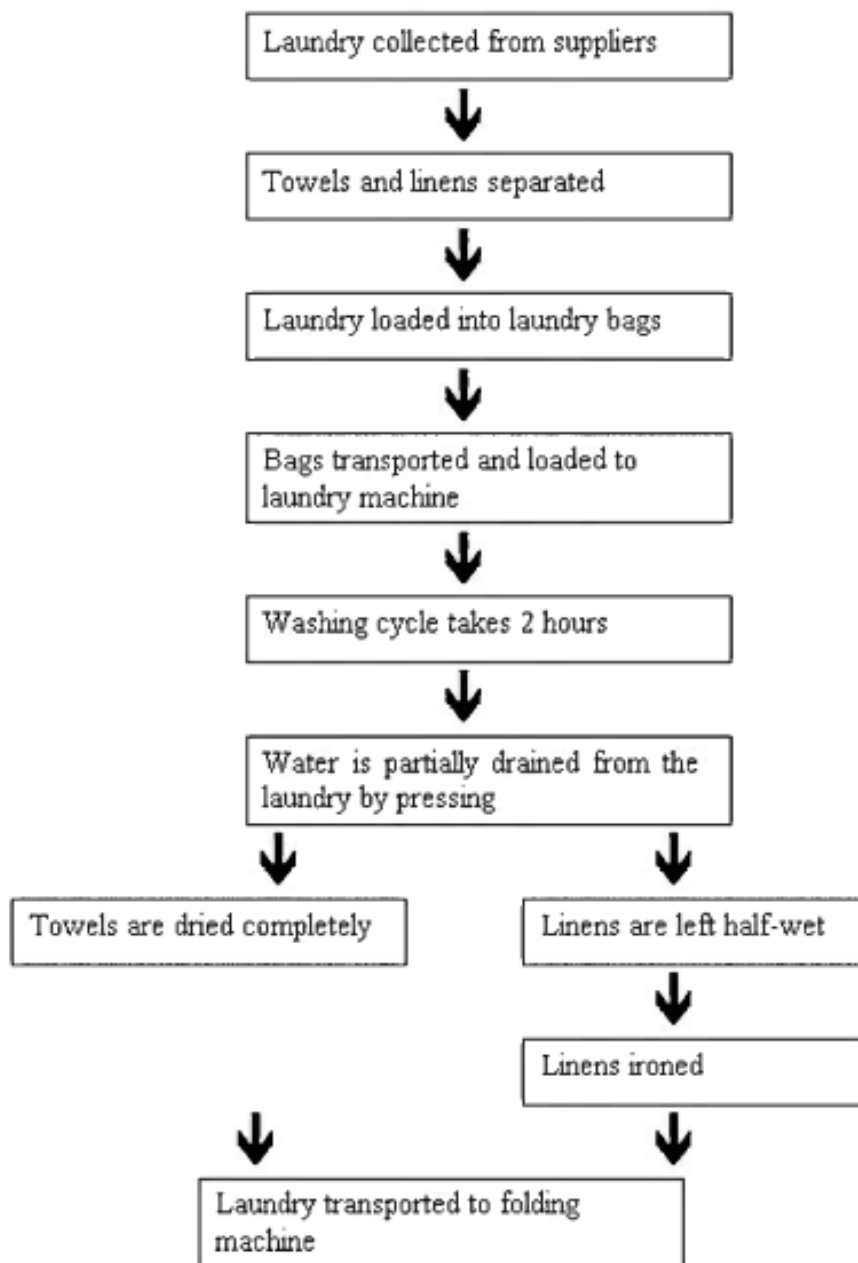 Laundry collected from suppliers
Towels and linens separated
Laundry loaded into laundry bags
Bags transported and loaded to
laundry machine
Washing cycle takes 2 hours
Water is partially drained from the
laundry by pressing
Towels are dried completely
Linens are left half-wet
Linens ironed
Laundry transported to folding
machine